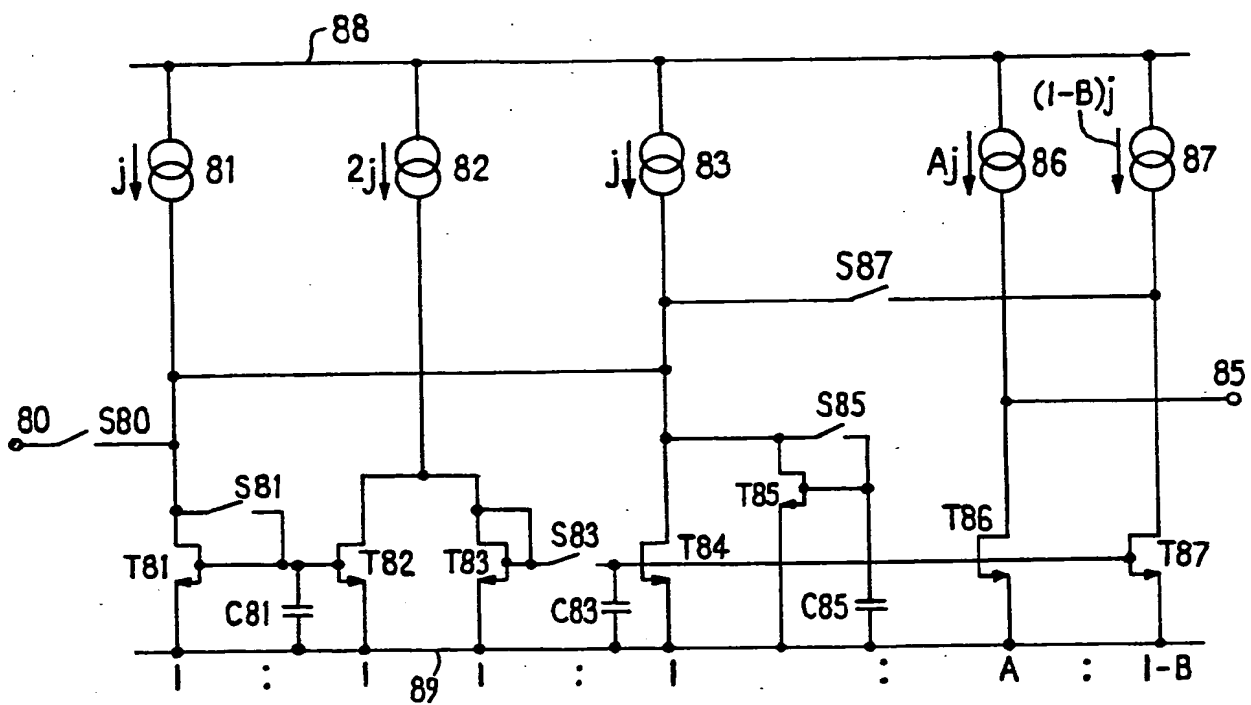 88
(1-B)j
j 81
2j 82
j 83
Aj 86
87
S87
80 S80
85
S81
S85
T81
T82
T83
S83
T84
T85
T86
T87
C81
C83
C85
89
1 : 1 1 : 1 : A : 1-B